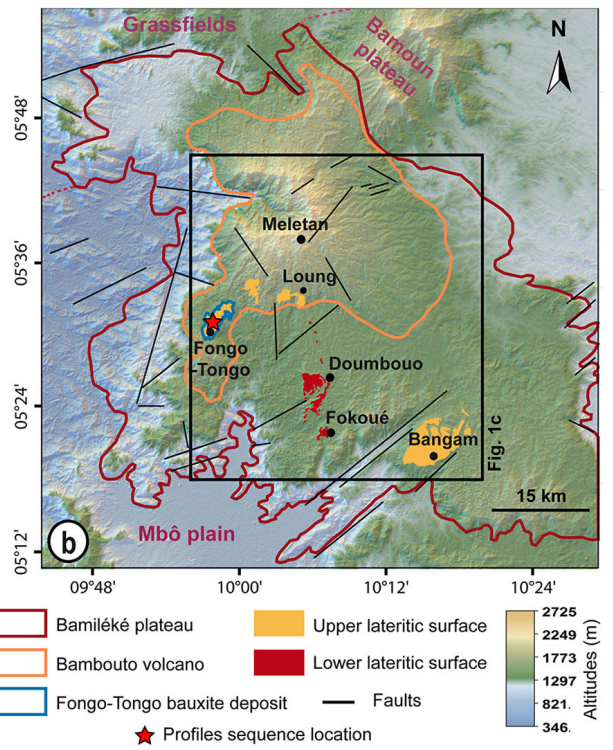 Grassfields
Bamoun
plateau
N
05°48'
Meletan
05°36'
Loung
Fongo
-Tongo
Doumbouo
05°24'
Fokoué
Bangam
Fig. 1c
15 km
Mbô plain
b
05°12'
09°48'
10°00'
10°12'
10°24'
Bamiléké plateau
Upper lateritic surface
2725
2249
1773
1297
821.
346.
Altitudes (m)
Bambouto volcano
Lower lateritic surface
Fongo-Tongo bauxite deposit
Faults
Profiles sequence location